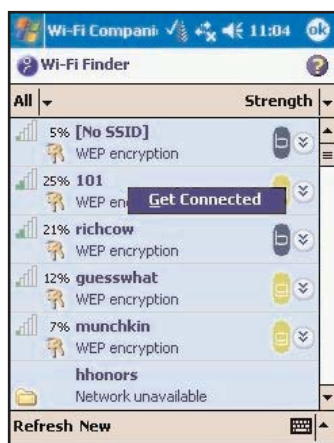 Wi-Fi Compani 11:04 ok
Wi-Fi Finder
All Strength
5% [No SSID]
WEP encryption
25% 101
WEP en
Get Connected
21% richcow
WEP encryption
12% guesswhat
WEP encryption
7% munchkin
WEP encryption
hhonors
Network unavailable
Refresh New